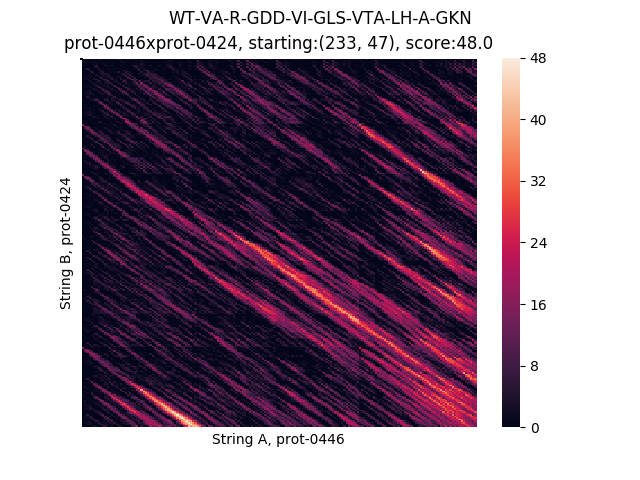 WT-VA-R-GDD-VI-GLS-VTA-LH-A-GKN
prot-0446xprot-0424, starting:(233, 47), score:48.0
48
40
32
24
16
8
0
String B, prot-0424
String A, prot-0446